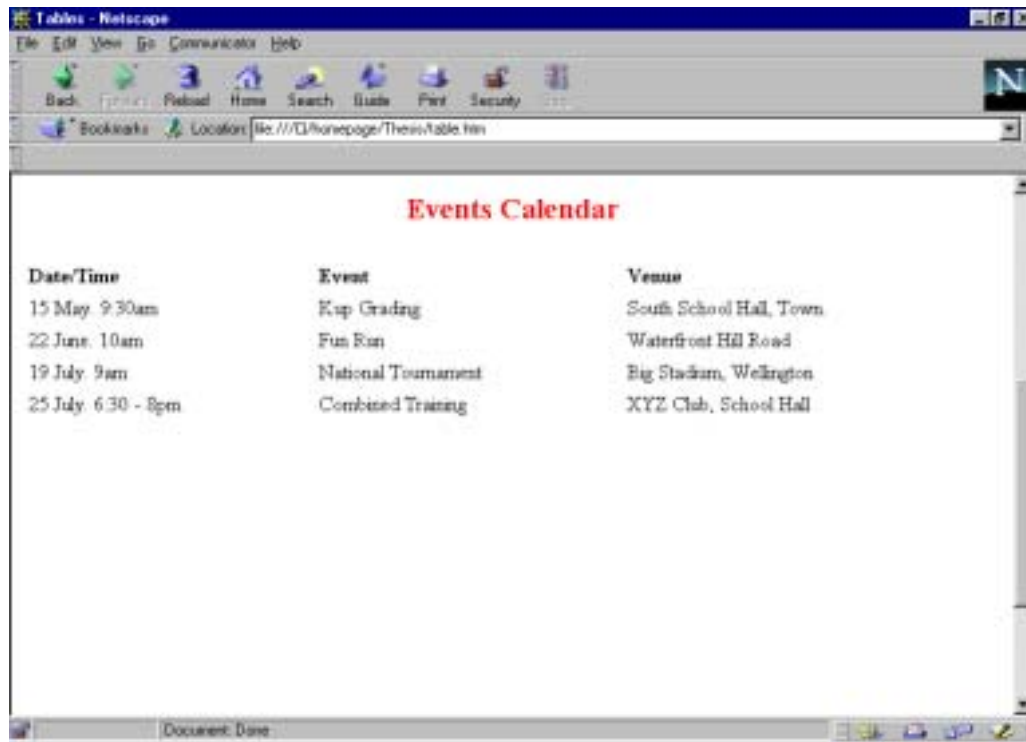 Tables - Netscape
File Edit View Go Communicator Help
Back Forward Reload Home Search Guide Print Security Stop
Bookmarks Location: file:///C|/homepage/Thesis/table.htm
Events Calendar
Date/Time Event Venue
15 May. 9:30am Kup Grading South School Hall, Town
22 June. 10am Fun Run Waterfront Hill Road
19 July. 9am National Tournament Big Stadium, Wellington
25 July. 6:30 - 8pm Combined Training XYZ Club, School Hall
Document: Done